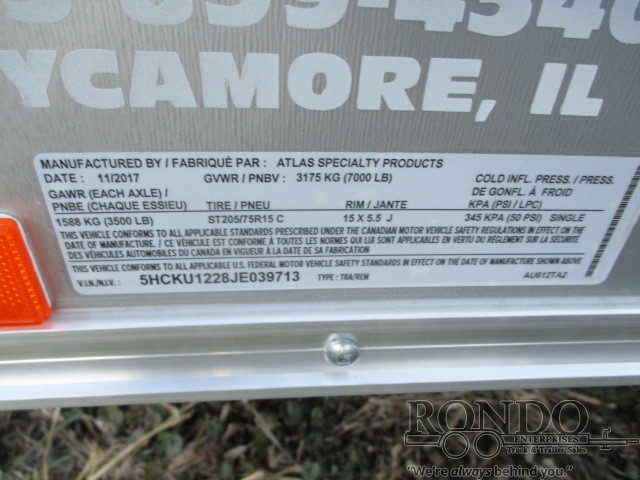 5-899-4546
SYCAMORE, IL
MANUFACTURED BY / FABRIQUÉ PAR : ATLAS SPECIALTY PRODUCTS
DATE : 11/2017 GVWR / PNBV : 3175 KG (7000 LB) COLD INFL. PRESS. / PRESS.
GAWR (EACH AXLE) / DE GONFL. À FROID
PNBE (CHAQUE ESSIEU) TIRE / PNEU RIM / JANTE KPA (PSI / LPC)
1588 KG (3500 LB) ST205/75R15 C 15 X 5.5 J 345 KPA (50 PSI) SINGLE
THIS VEHICLE CONFORMS TO ALL APPLICABLE STANDARDS PRESCRIBED UNDER THE CANADIAN MOTOR VEHICLE SAFETY REGULATIONS IN EFFECT ON THE
DATE OF MANUFACTURE. / CE VÉHICULE EST CONFORME À TOUTES LES NORMES QUI LUI SONT APPLICABLES EN VERTU DU RÈGLEMENT SUR LA SÉCURITÉ
DES VÉHICULES AUTOMOBILES DU CANADA EN VIGUEUR À LA DATE DE SA FABRICATION.
THIS VEHICLE CONFORMS TO ALL APPLICABLE U.S. FEDERAL MOTOR VEHICLE SAFETY STANDARDS IN EFFECT ON THE DATE OF MANUFACTURE SHOWN ABOVE.
V.I.N./N.I.V. : 5HCKU1228JE039713 TYPE : TRA/REM AU612TA2
RONDO
ENTERPRISES
Truck & Trailer Sales
"We're always behind you."